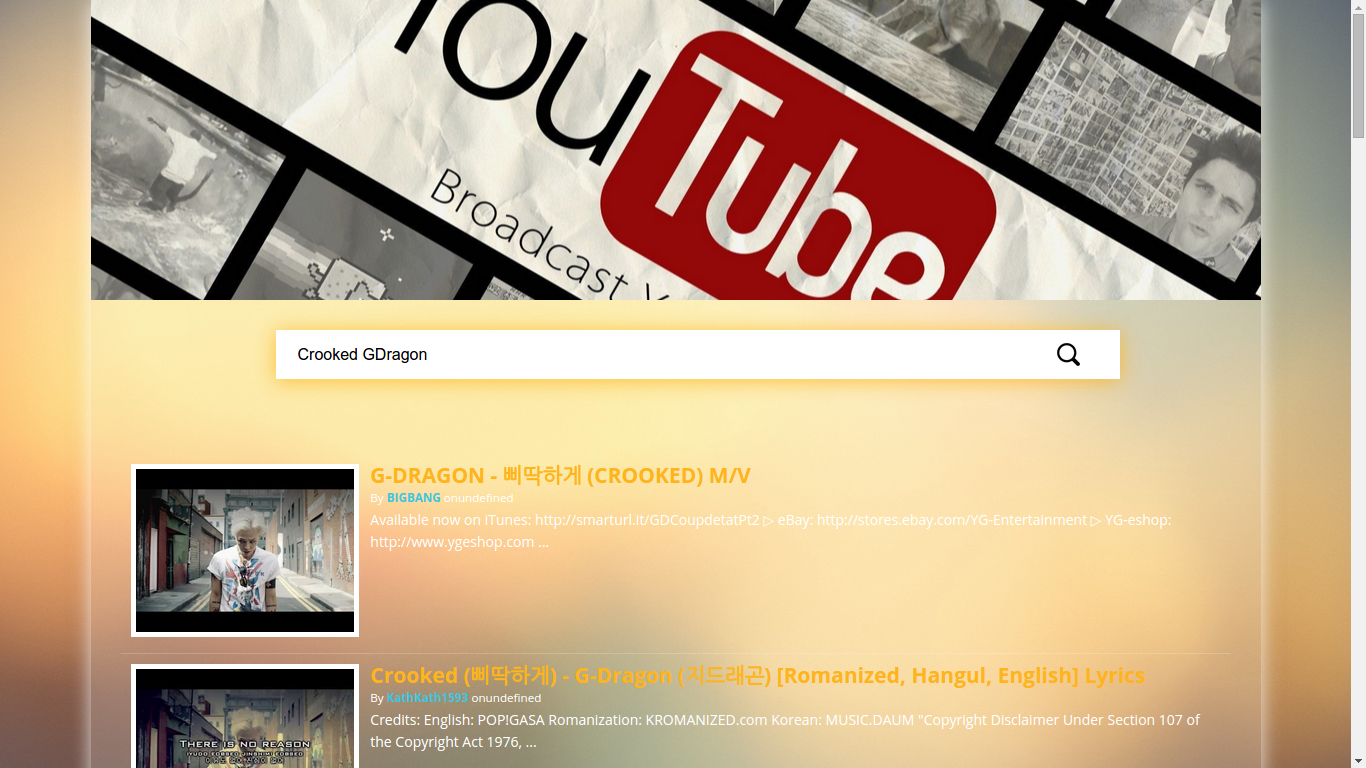 You
Tube
Broadcast Y
Crooked GDragon
G-DRAGON - 삐딱하게 (CROOKED) M/V
By BIGBANG onundefined
Available now on iTunes: http://smarturl.it/GDCoupdetatPt2 ▷ eBay: http://stores.ebay.com/YG-Entertainment ▷ YG-eshop:
http://www.ygeshop.com ...
Crooked (삐딱하게) - G-Dragon (지드래곤) [Romanized, Hangul, English] Lyrics
By KathKath1593 onundefined
Credits: English: POP!GASA Romanization: KROMANIZED.com Korean: MUSIC.DAUM "Copyright Disclaimer Under Section 107 of
the Copyright Act 1976, ...
There is no reason